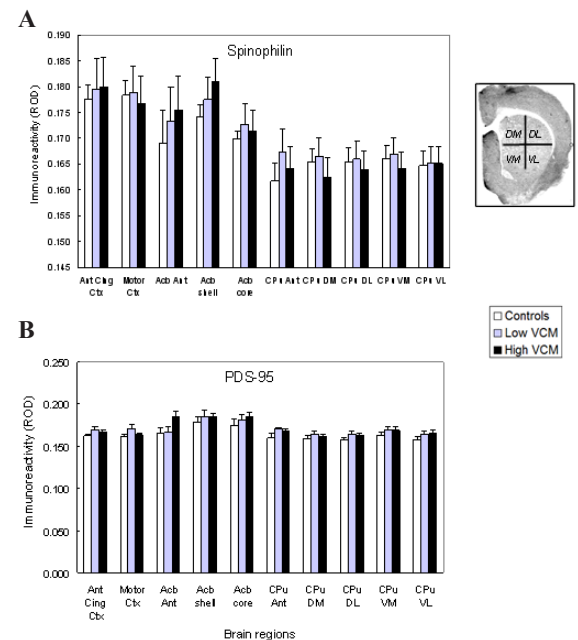 A
Spinophilin
Immunoreactivity (ROD)
0.190
0.185
0.180
0.175
0.170
0.165
0.160
0.155
0.150
0.145
Ant Cing Ctx
Motor Ctx
Acb Ant
Acb shell
Acb core
CPu Ant
CPu DM
CPu DL
CPu VM
CPu VL
DM DL
VM VL
Controls
Low VCM
High VCM
B
PDS-95
Immunoreactivity (ROD)
0.250
0.200
0.150
0.100
0.050
0.000
Ant Cing Ctx
Motor Ctx
Acb Ant
Acb shell
Acb core
CPu Ant
CPu DM
CPu DL
CPu VM
CPu VL
Brain regions